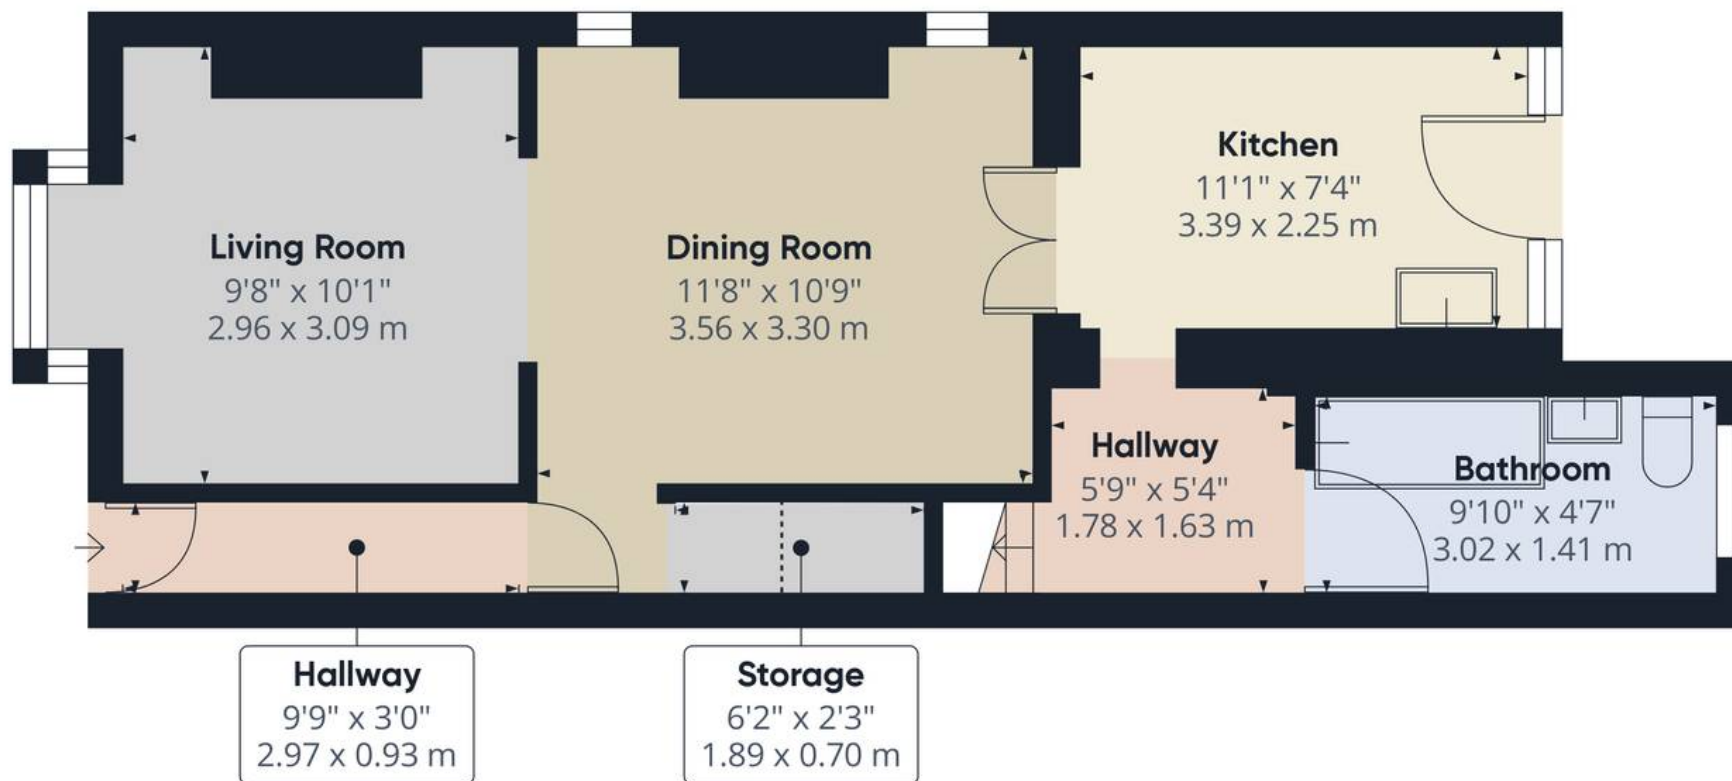 Living Room
9'8" x 10'1"
2.96 x 3.09 m
Dining Room
11'8" x 10'9"
3.56 x 3.30 m
Kitchen
11'1" x 7'4"
3.39 x 2.25 m
Hallway
5'9" x 5'4"
1.78 x 1.63 m
Bathroom
9'10" x 4'7"
3.02 x 1.41 m
Hallway
9'9" x 3'0"
2.97 x 0.93 m
Storage
6'2" x 2'3"
1.89 x 0.70 m